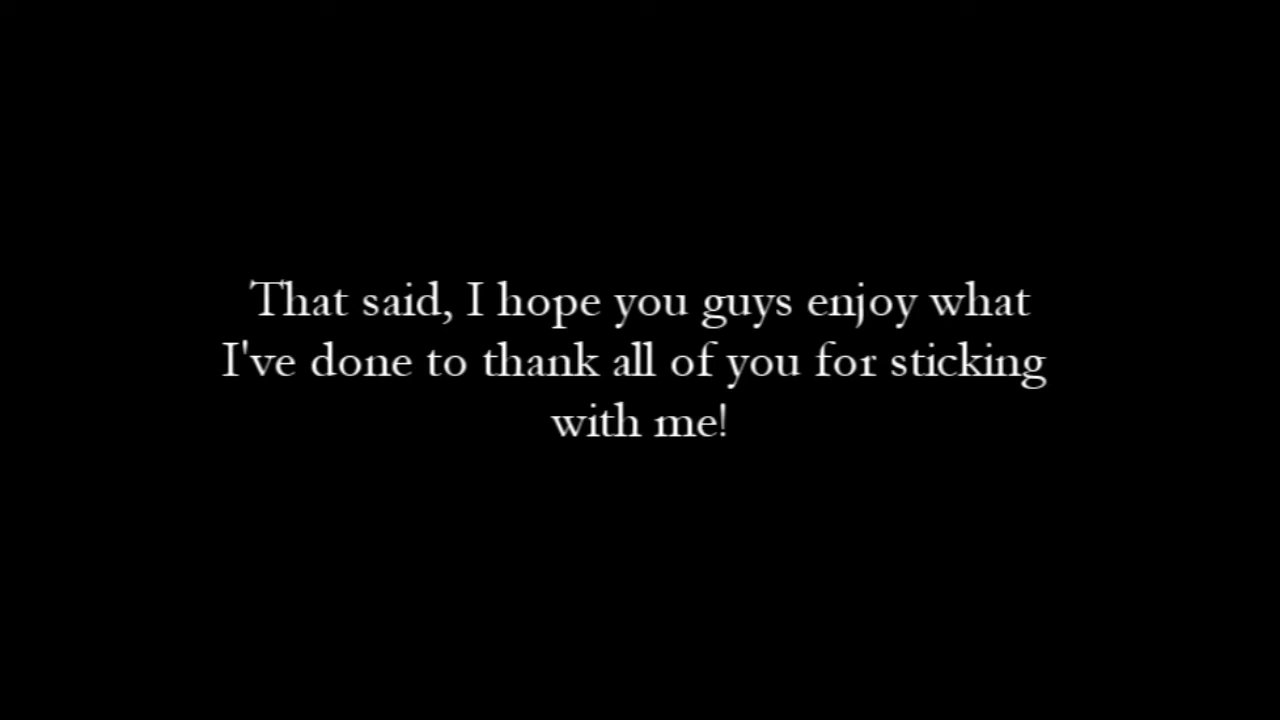 That said, I hope you guys enjoy what
I've done to thank all of you for sticking
with me!